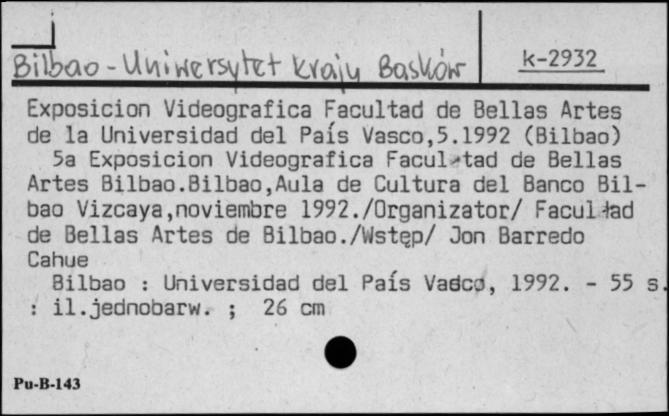 Bilbao - Uniwersytet Kraju Basków
k-2932
Exposicion Videografica Facultad de Bellas Artes
de la Universidad del País Vasco,5.1992 (Bilbao)
5a Exposicion Videografica Facultad de Bellas
Artes Bilbao.Bilbao,Aula de Cultura del Banco Bil-
bao Vizcaya,noviembre 1992./Organizator/ Facultad
de Bellas Artes de Bilbao./Wstęp/ Jon Barredo
Cahue
Bilbao : Universidad del País Vasco, 1992. - 55 s.
: il.jednobarw. ; 26 cm
Pu-B-143